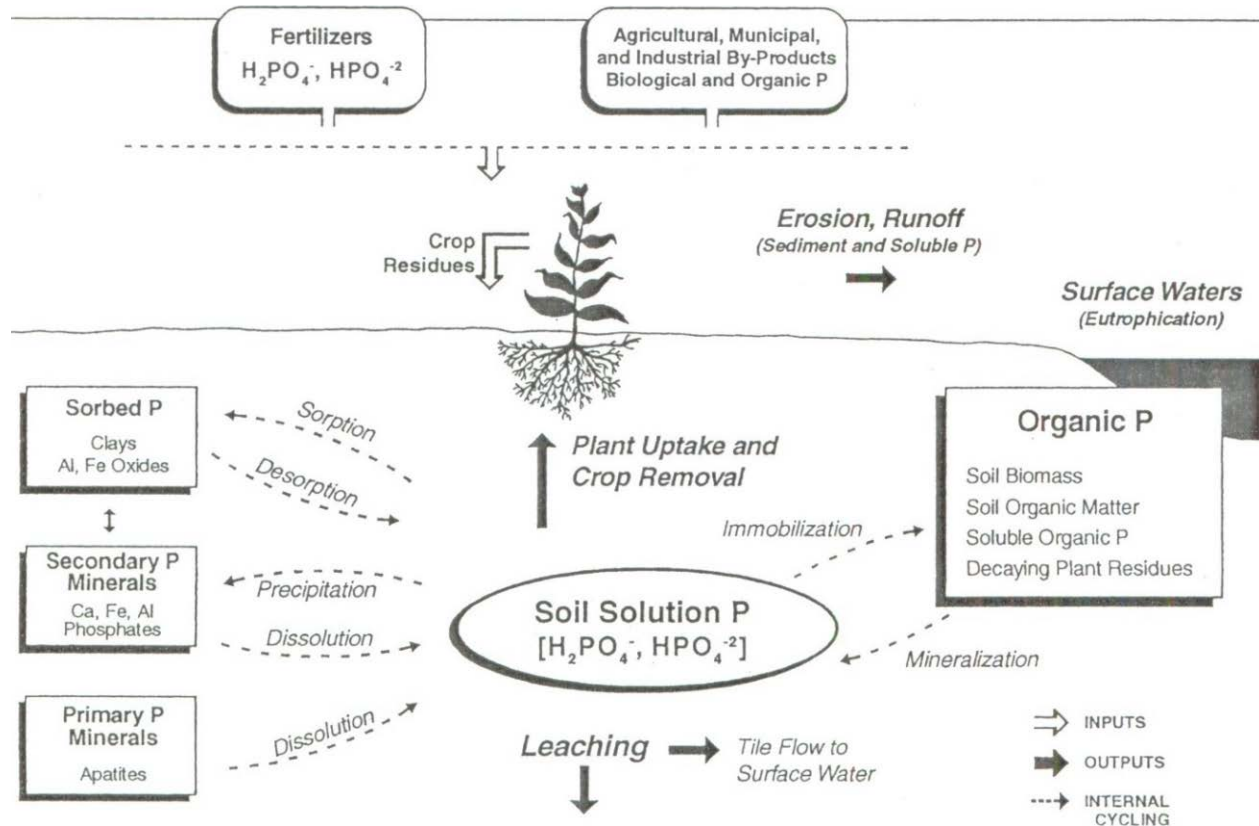 Fertilizers
H₂PO₄⁻, HPO₄⁻²
Agricultural, Municipal,
and Industrial By-Products
Biological and Organic P
Crop
Residues
Erosion, Runoff
(Sediment and Soluble P)
Surface Waters
(Eutrophication)
Sorbed P
Clays
Al, Fe Oxides
Sorption
Desorption
Plant Uptake and
Crop Removal
Organic P
Soil Biomass
Soil Organic Matter
Soluble Organic P
Decaying Plant Residues
Immobilization
Secondary P
Minerals
Ca, Fe, Al
Phosphates
Precipitation
Dissolution
Soil Solution P
[H₂PO₄⁻, HPO₄⁻²]
Mineralization
Primary P
Minerals
Apatites
Dissolution
Leaching
Tile Flow to
Surface Water
INPUTS
OUTPUTS
INTERNAL
CYCLING